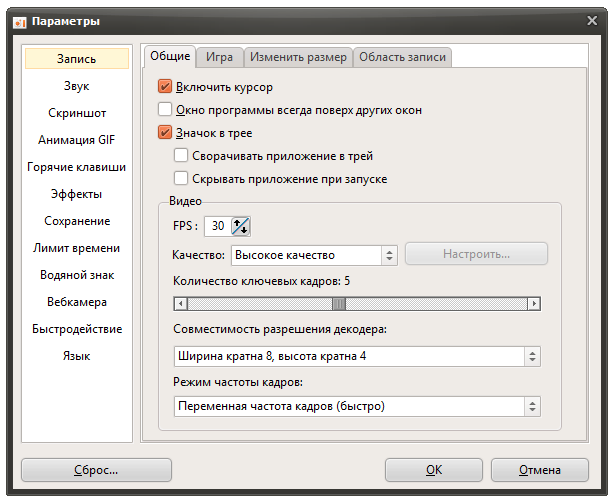 Параметры
Запись
Звук
Скриншот
Анимация GIF
Горячие клавиши
Эффекты
Сохранение
Лимит времени
Водяной знак
Вебкамера
Быстродействие
Язык
Общие Игра Изменить размер Область записи
Включить курсор
Окно программы всегда поверх других окон
Значок в трее
Сворачивать приложение в трей
Скрывать приложение при запуске
Видео
FPS : 30
Качество: Высокое качество Настроить...
Количество ключевых кадров: 5
Совместимость разрешения декодера:
Ширина кратна 8, высота кратна 4
Режим частоты кадров:
Переменная частота кадров (быстро)
Сброс... OK Отмена